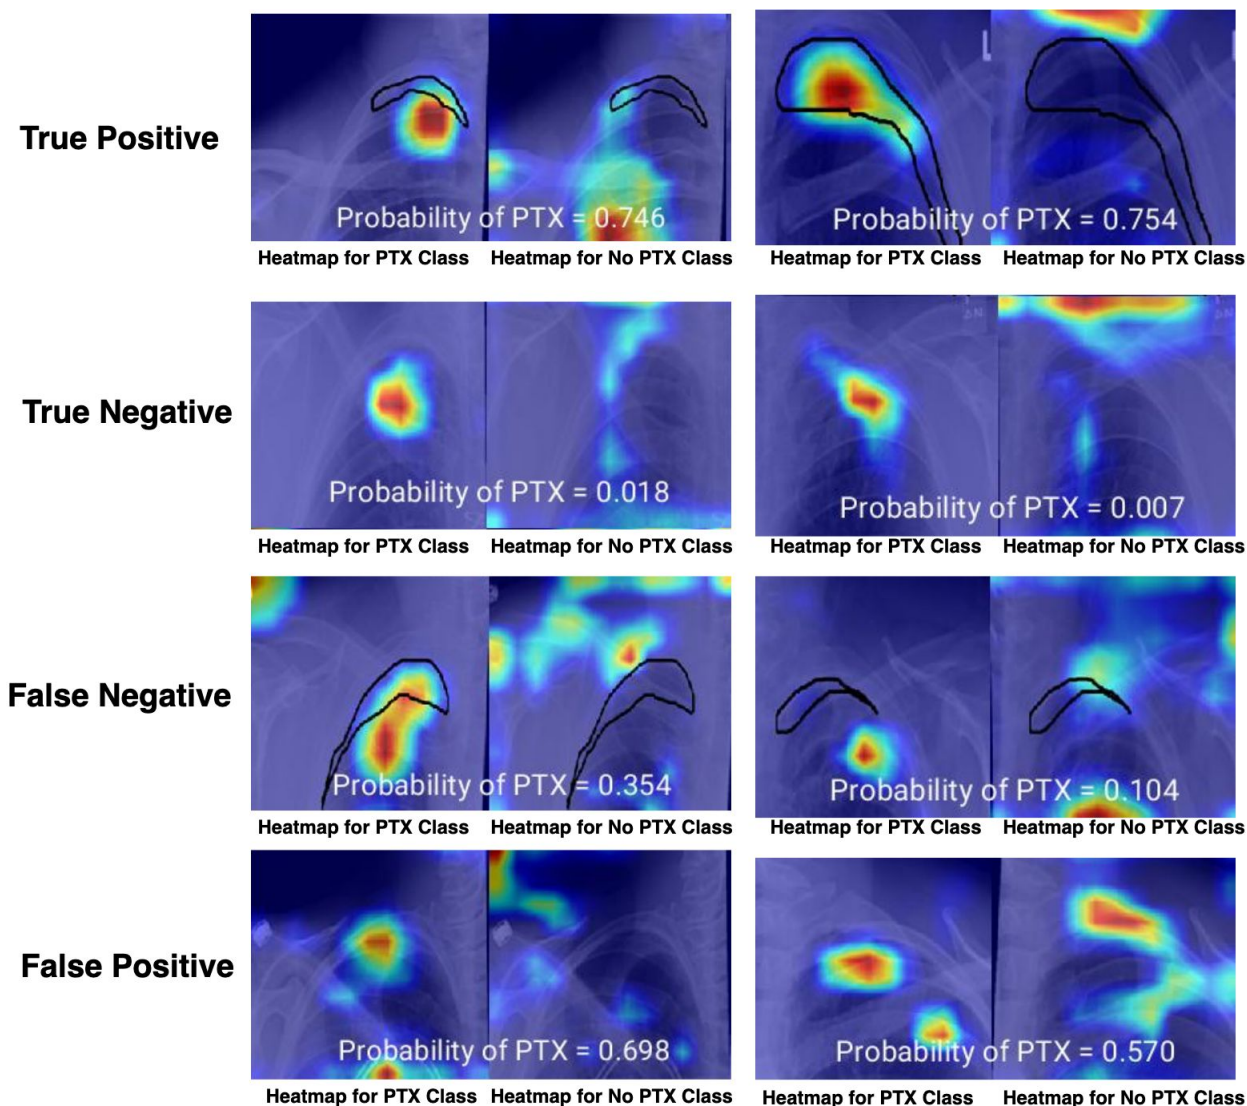 True Positive
Probability of PTX = 0.746
Probability of PTX = 0.754
Heatmap for PTX Class
Heatmap for No PTX Class
Heatmap for PTX Class
Heatmap for No PTX Class
True Negative
Probability of PTX = 0.018
Probability of PTX = 0.007
Heatmap for PTX Class
Heatmap for No PTX Class
Heatmap for PTX Class
Heatmap for No PTX Class
False Negative
Probability of PTX = 0.354
Probability of PTX = 0.104
Heatmap for PTX Class
Heatmap for No PTX Class
Heatmap for PTX Class
Heatmap for No PTX Class
False Positive
Probability of PTX = 0.698
Probability of PTX = 0.570
Heatmap for PTX Class
Heatmap for No PTX Class
Heatmap for PTX Class
Heatmap for No PTX Class